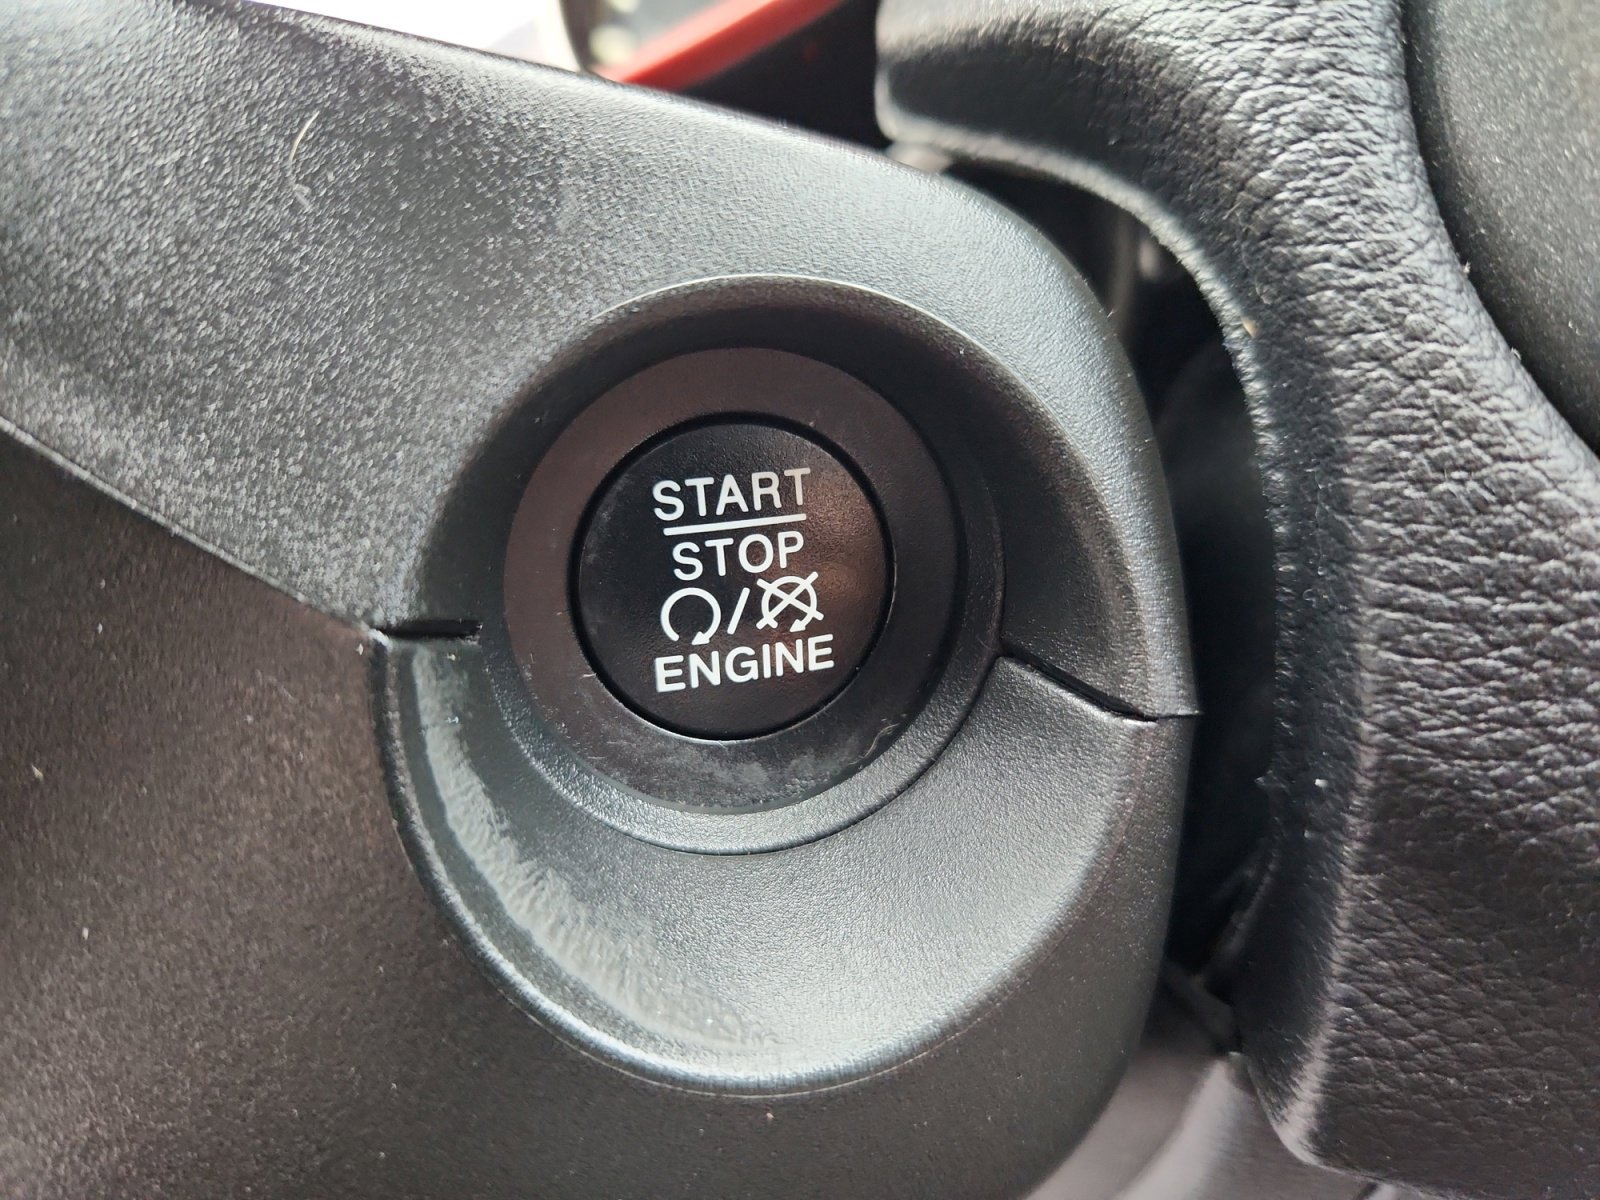 START
STOP
/
ENGINE